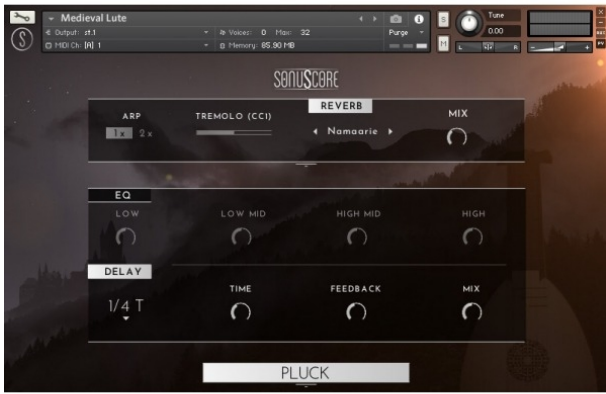 Medieval Lute
Output: st.1
Voices: 0 Max: 32
Purge
MIDI Ch: [A] 1
Memory: 85.90 MB
S
M
Tune
0.00
L
R
S
SONUSCORE
ARP
1x 2x
TREMOLO (CC1)
REVERB
Namaarie
MIX
EQ
LOW
LOW MID
HIGH MID
HIGH
DELAY
1/4 T
TIME
FEEDBACK
MIX
PLUCK